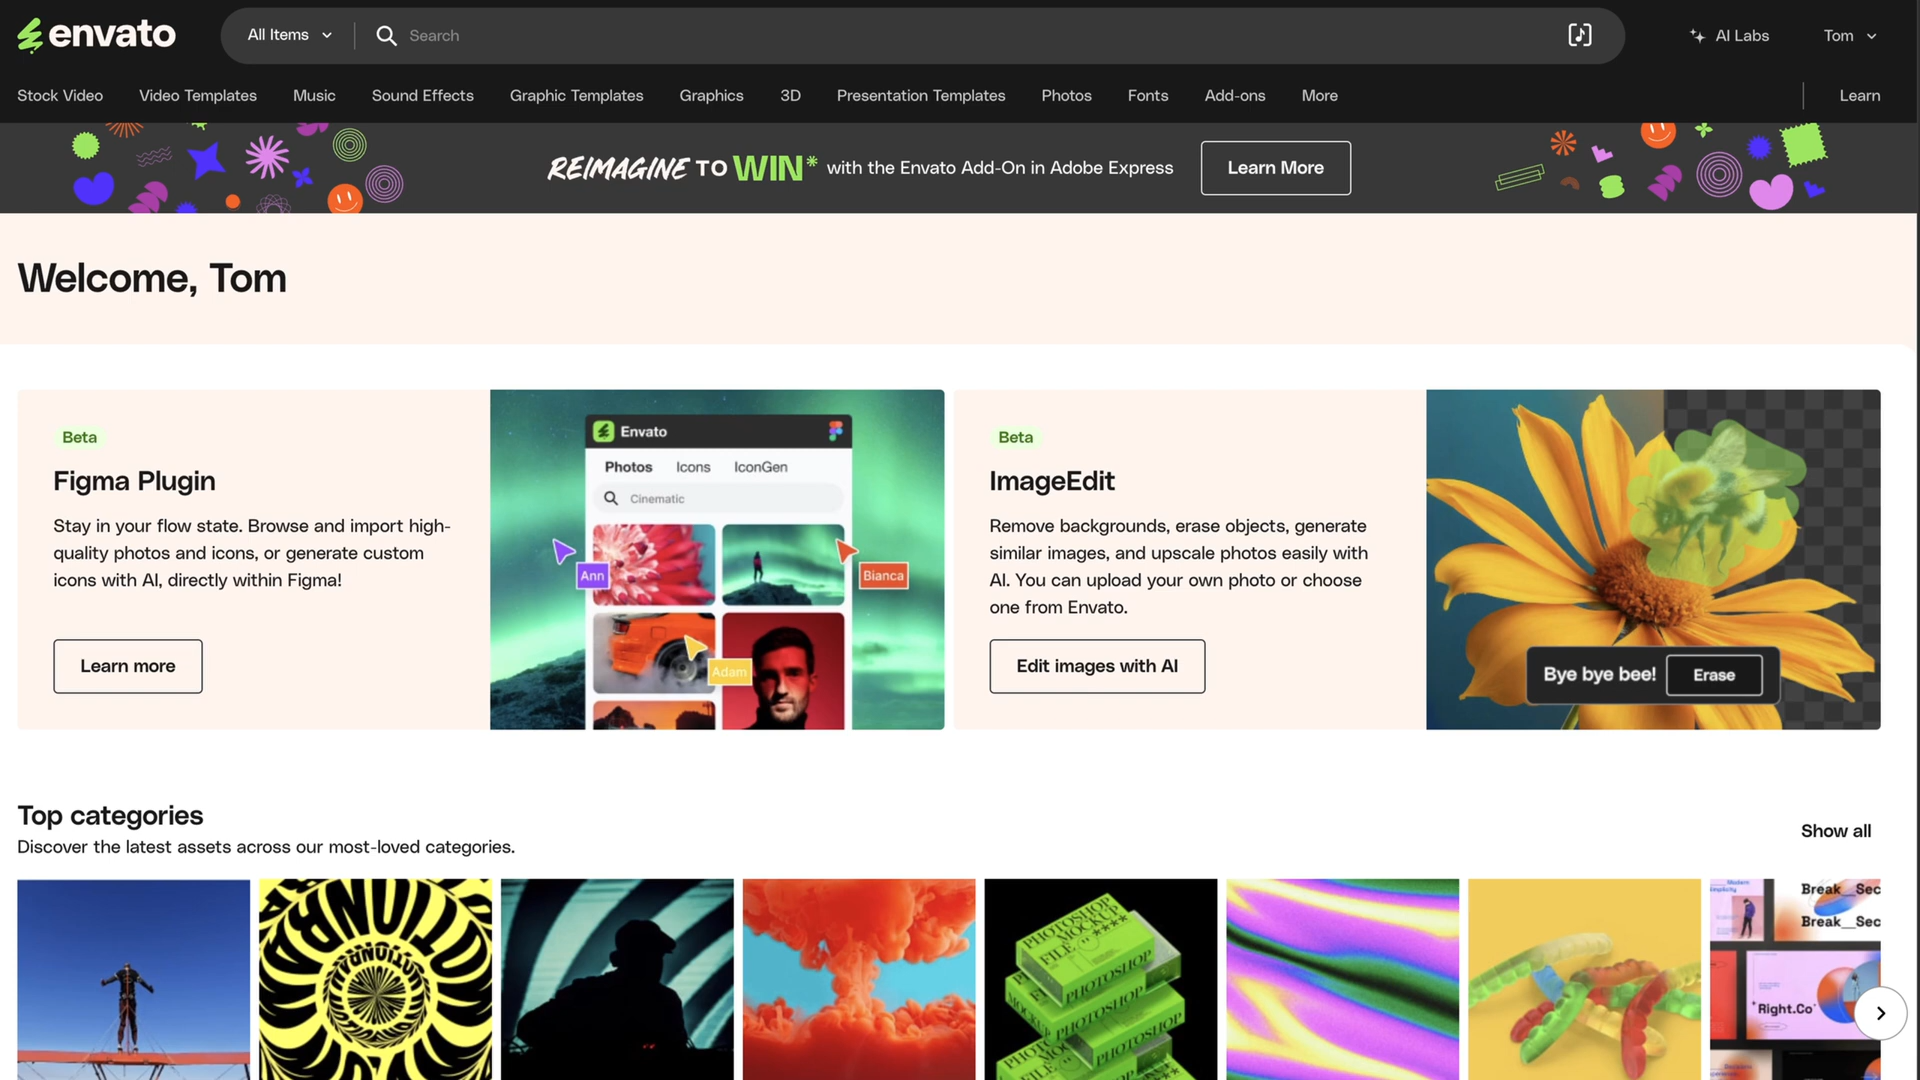 envato
All Items
Search
AI Labs
Tom
Stock Video
Video Templates
Music
Sound Effects
Graphic Templates
Graphics
3D
Presentation Templates
Photos
Fonts
Add-ons
More
Learn
REIMAGINE TO WIN* with the Envato Add-On in Adobe Express
Learn More
Welcome, Tom
Beta
Figma Plugin
Stay in your flow state. Browse and import high-
quality photos and icons, or generate custom
icons with AI, directly within Figma!
Learn more
Envato
Photos
Icons
IconGen
Cinematic
Ann
Bianca
Adam
Beta
ImageEdit
Remove backgrounds, erase objects, generate
similar images, and upscale photos easily with
AI. You can upload your own photo or choose
one from Envato.
Edit images with AI
Bye bye bee!
Erase
Top categories
Discover the latest assets across our most-loved categories.
Show all
PHOTOSHOP
FILE MOCKUP
****
PHOTOSHOP
PHOTOSHOP
PHOTOSHOP
Modern
Simplicity
Break__Sec
Break__Sec
Right.Co